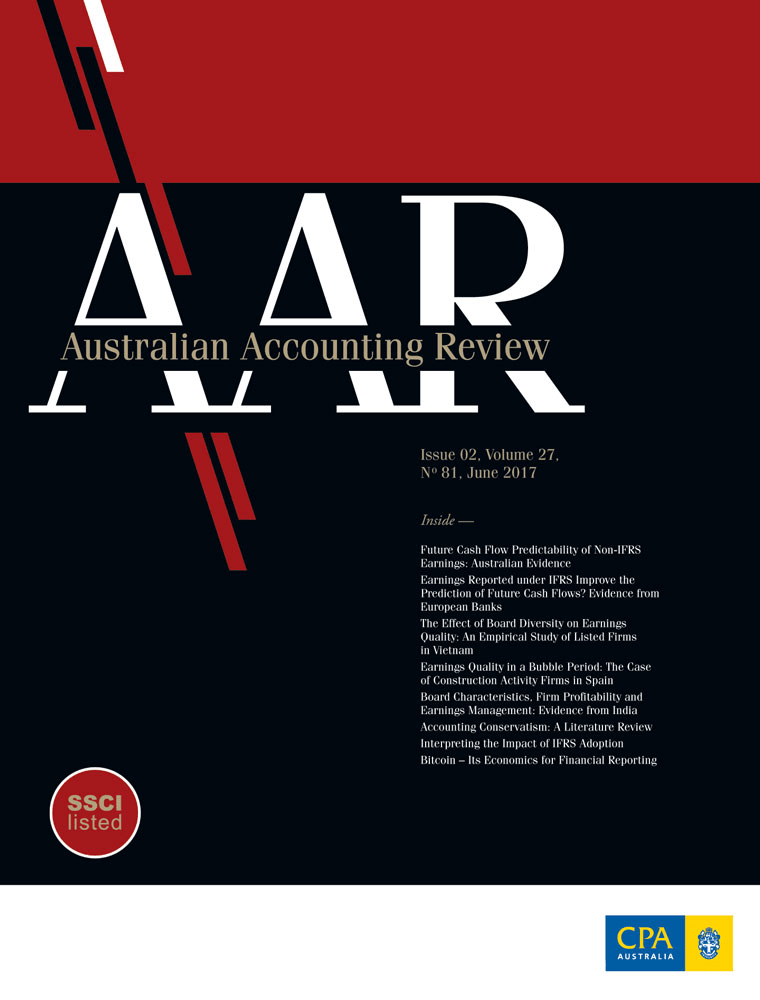 AAR
Australian Accounting Review
Issue 02, Volume 27,
Nº 81, June 2017
Inside —
Future Cash Flow Predictability of Non-IFRS
Earnings: Australian Evidence
Earnings Reported under IFRS Improve the
Prediction of Future Cash Flows? Evidence from
European Banks
The Effect of Board Diversity on Earnings
Quality: An Empirical Study of Listed Firms
in Vietnam
Earnings Quality in a Bubble Period: The Case
of Construction Activity Firms in Spain
Board Characteristics, Firm Profitability and
Earnings Management: Evidence from India
Accounting Conservatism: A Literature Review
Interpreting the Impact of IFRS Adoption
Bitcoin – Its Economics for Financial Reporting
SSCI
listed
CPA
AUSTRALIA